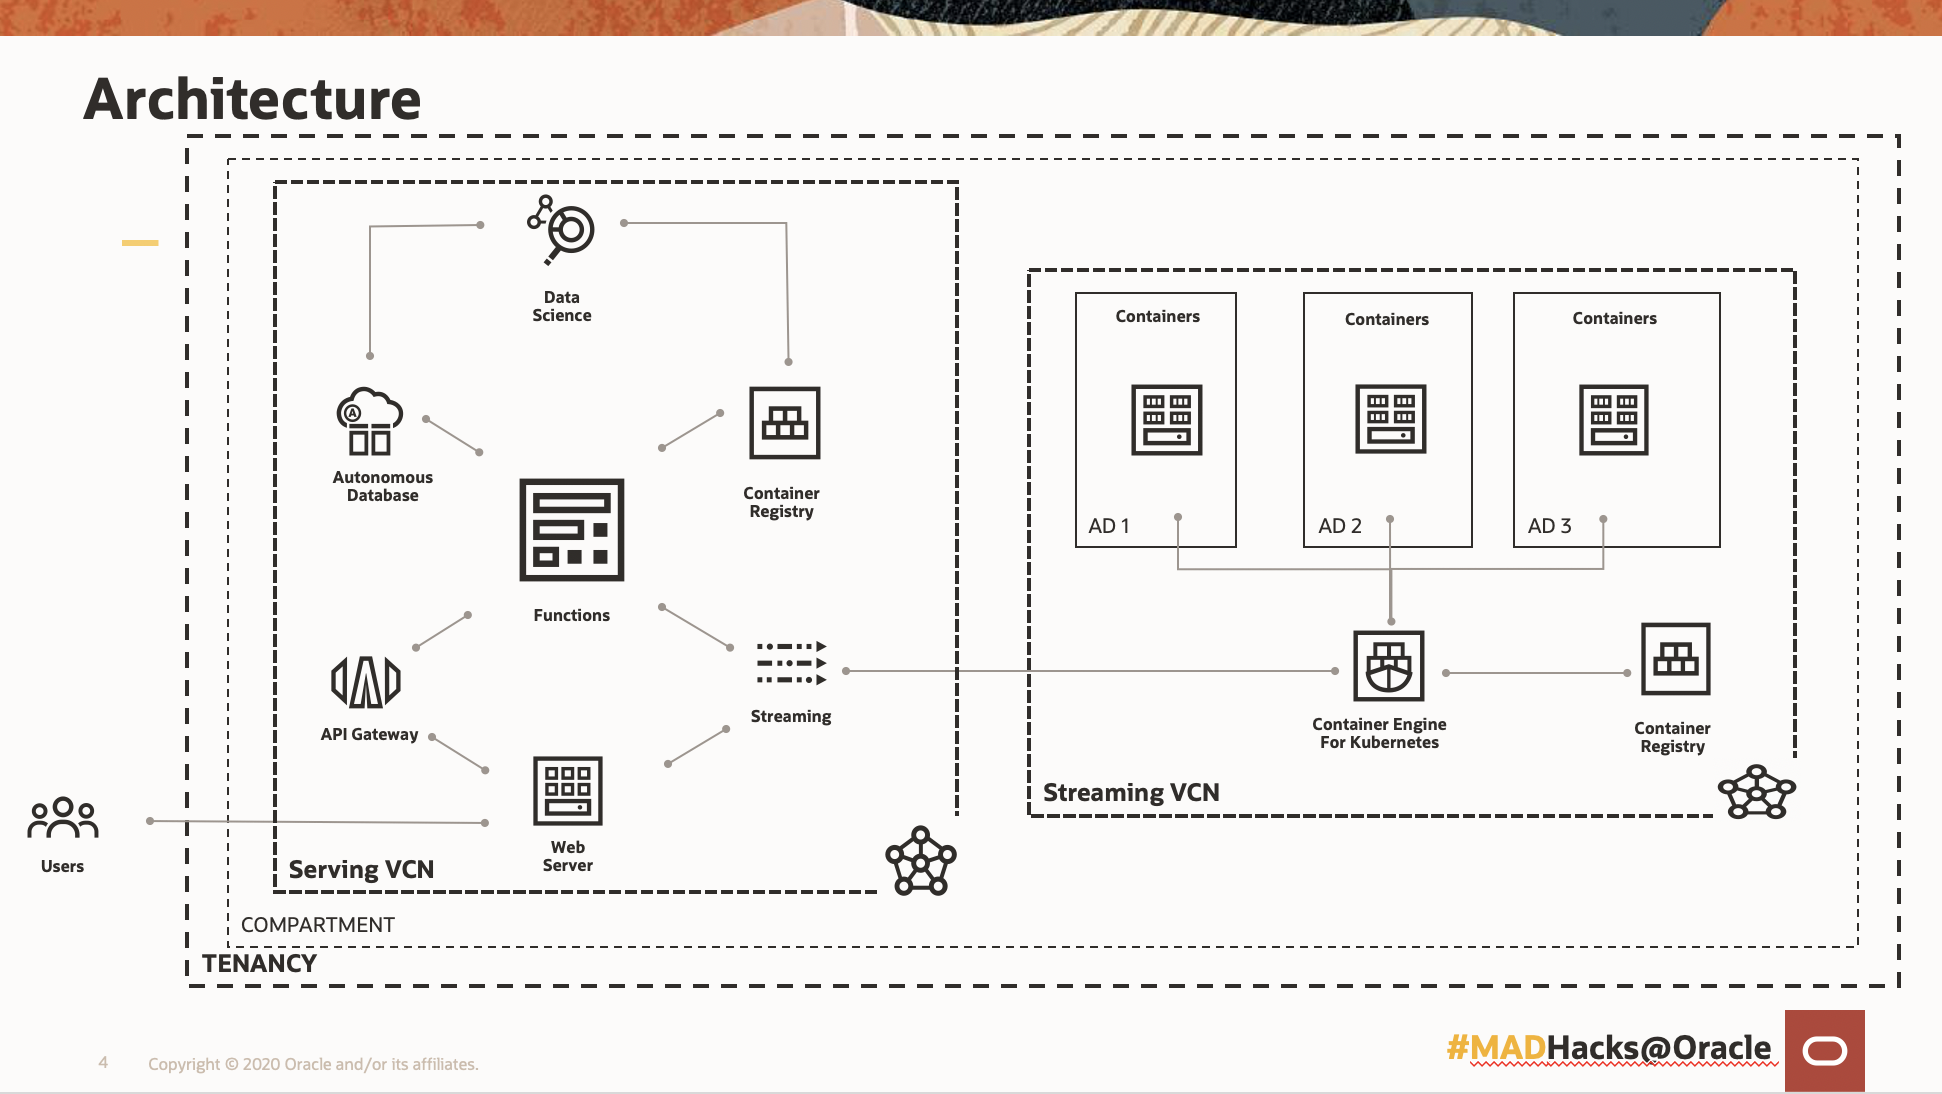 Architecture
Data
Science
Autonomous
Database
Container
Registry
Functions
API Gateway
Streaming
Web
Server
Users
Serving VCN
Containers
AD 1
Containers
AD 2
Containers
AD 3
Container Engine
For Kubernetes
Container
Registry
Streaming VCN
COMPARTMENT
TENANCY
4
Copyright © 2020 Oracle and/or its affiliates.
#MADHacks@Oracle